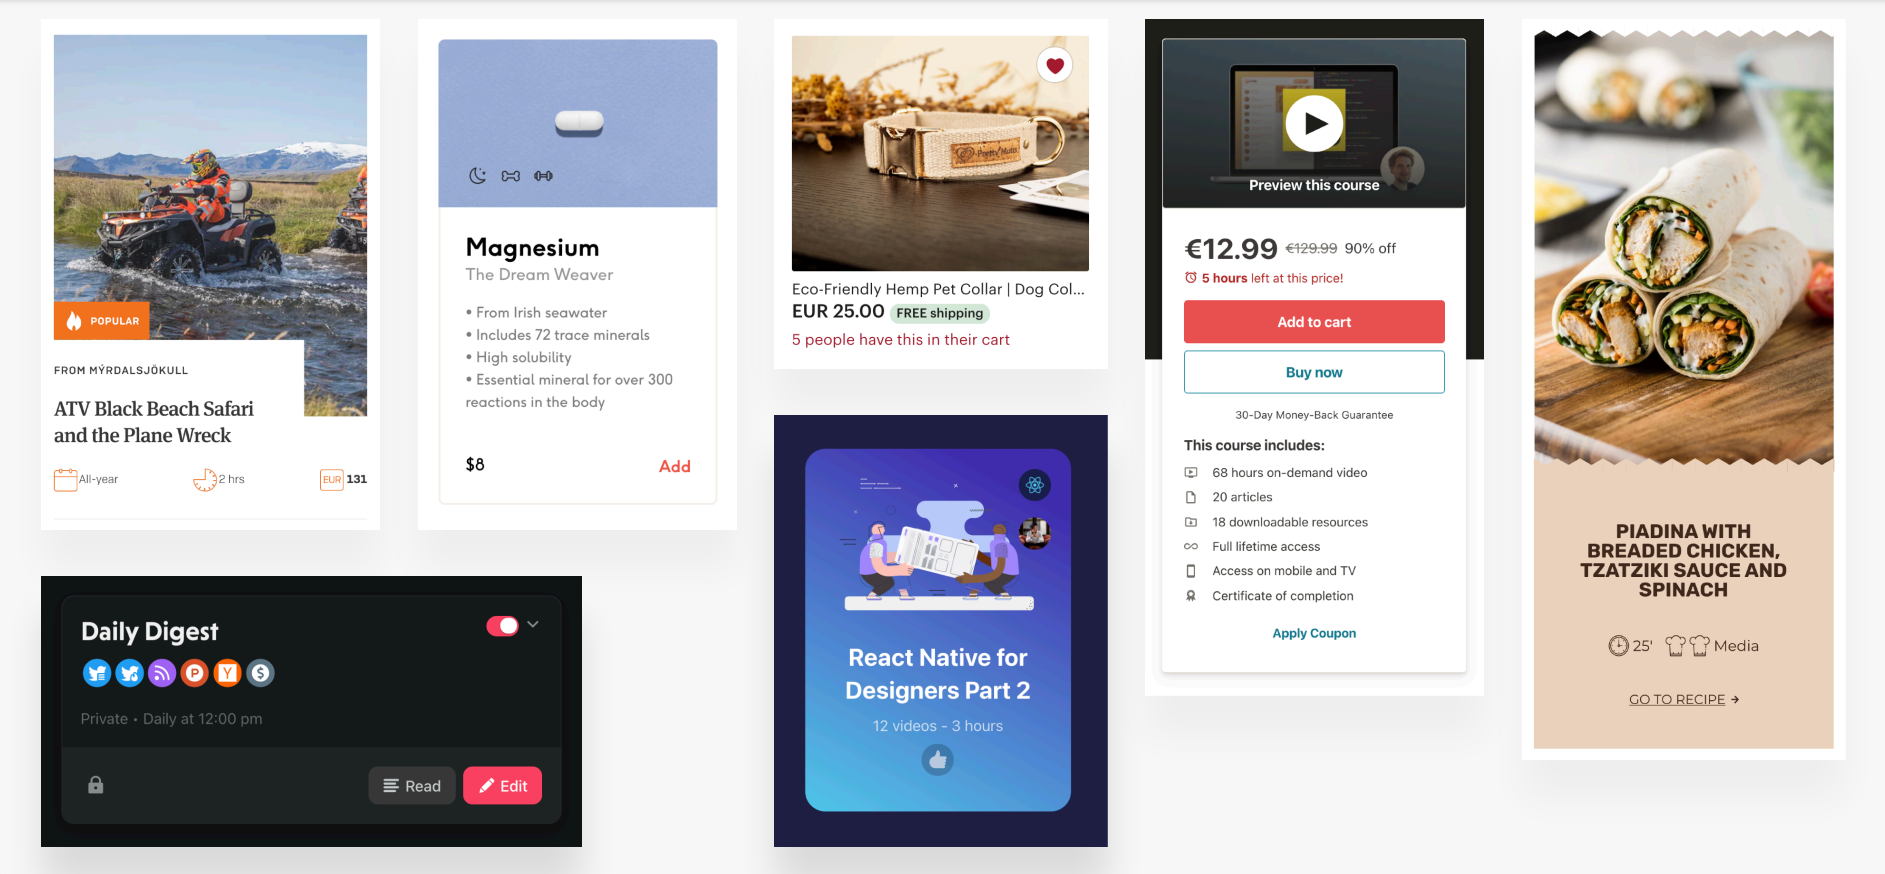 POPULAR
FROM MÝRDALSJÖKULL
ATV Black Beach Safari
and the Plane Wreck
All-year
2 hrs
EUR 131
Magnesium
The Dream Weaver
• From Irish seawater
• Includes 72 trace minerals
• High solubility
• Essential mineral for over 300
reactions in the body
$8
Add
Eco-Friendly Hemp Pet Collar | Dog Col...
EUR 25.00 FREE shipping
5 people have this in their cart
Preview this course
€12.99 €129.99 90% off
5 hours left at this price!
Add to cart
Buy now
30-Day Money-Back Guarantee
This course includes:
68 hours on-demand video
20 articles
18 downloadable resources
Full lifetime access
Access on mobile and TV
Certificate of completion
Apply Coupon
PIADINA WITH
BREADED CHICKEN,
TZATZIKI SAUCE AND
SPINACH
25' Media
GO TO RECIPE →
Daily Digest
P Y $
Private • Daily at 12:00 pm
Read
Edit
React Native for
Designers Part 2
12 videos - 3 hours